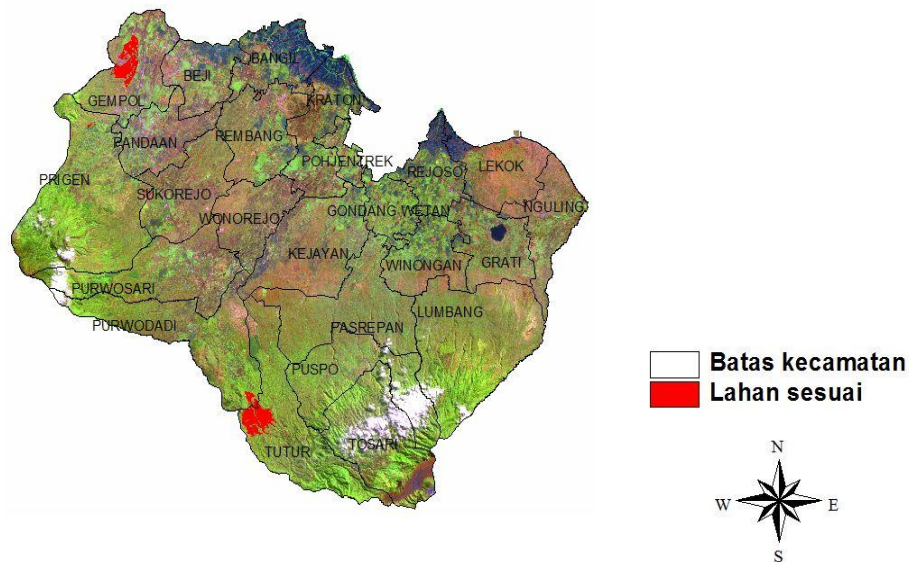 BANGIL
BEJI
GEMPOL
KRATON
PANDAAN
REMBANG
POHJENTREK
REJOSO
LEKOK
PRIGEN
SUKOREJO
WONOREJO
GONDANG WETAN
NGULING
KEJAYAN
WINONGAN
GRATI
PURWOSARI
PURWODADI
LUMBANG
PASREPAN
PUSPO
TOSARI
TUTUR
Batas kecamatan
Lahan sesuai
N
W
E
S